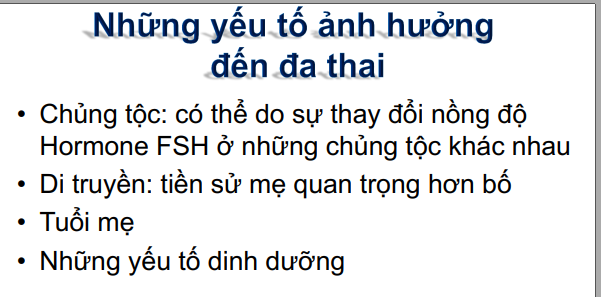 Những yếu tố ảnh hưởng
đến đa thai
• Chủng tộc: có thể do sự thay đổi nồng độ
Hormone FSH ở những chủng tộc khác nhau
• Di truyền: tiền sử mẹ quan trọng hơn bố
• Tuổi mẹ
• Những yếu tố dinh dưỡng